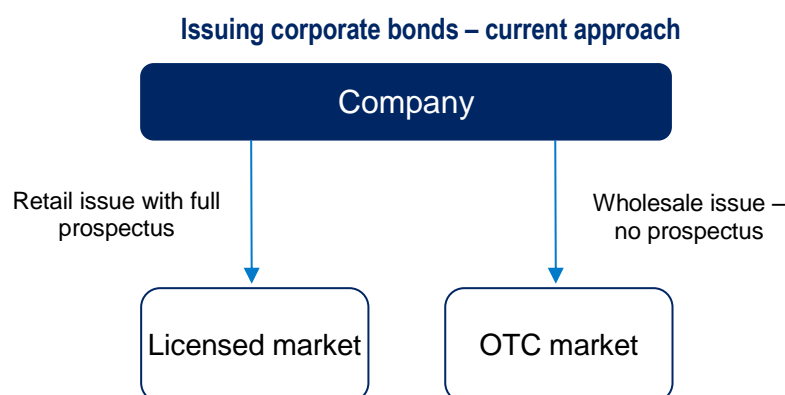 Issuing corporate bonds – current approach
Company
Retail issue with full
prospectus
Wholesale issue –
no prospectus
Licensed market
OTC market